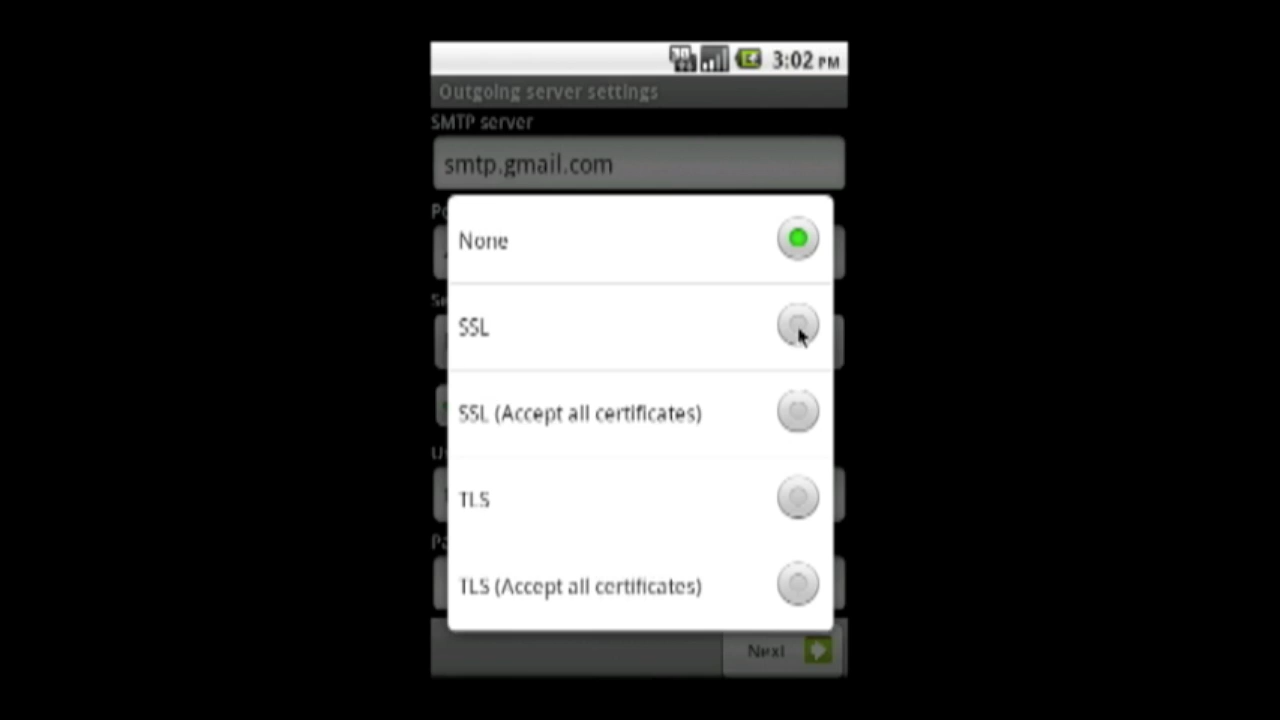 3:02 PM
Outgoing server settings
SMTP server
smtp.gmail.com
None
SSL
SSL (Accept all certificates)
TLS
TLS (Accept all certificates)
Next